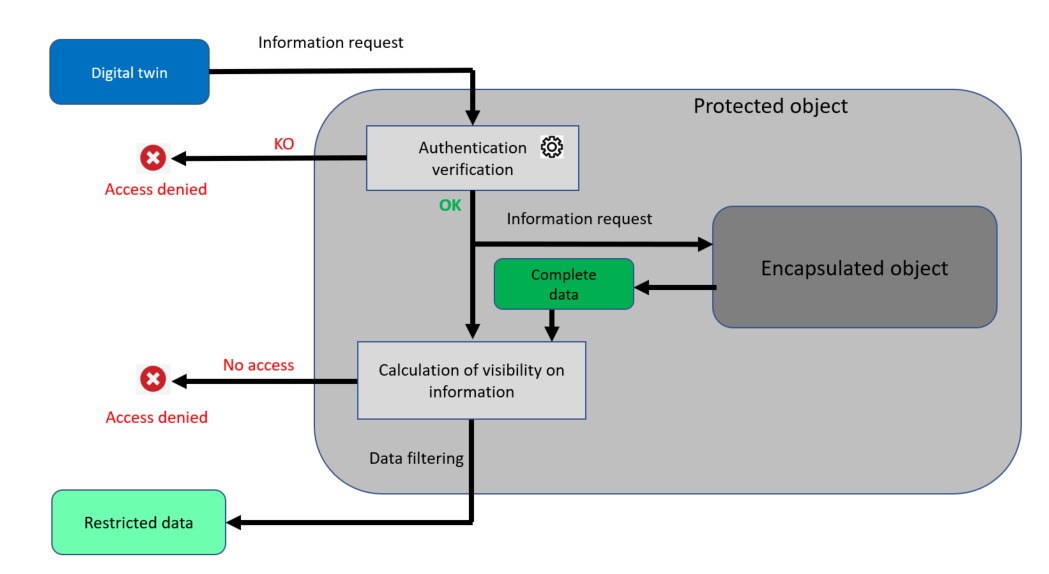 Information request
Digital twin
Protected object
KO
Authentication
verification
Access denied
OK
Information request
Encapsulated object
Complete
data
No access
Calculation of visibility on
information
Access denied
Data filtering
Restricted data